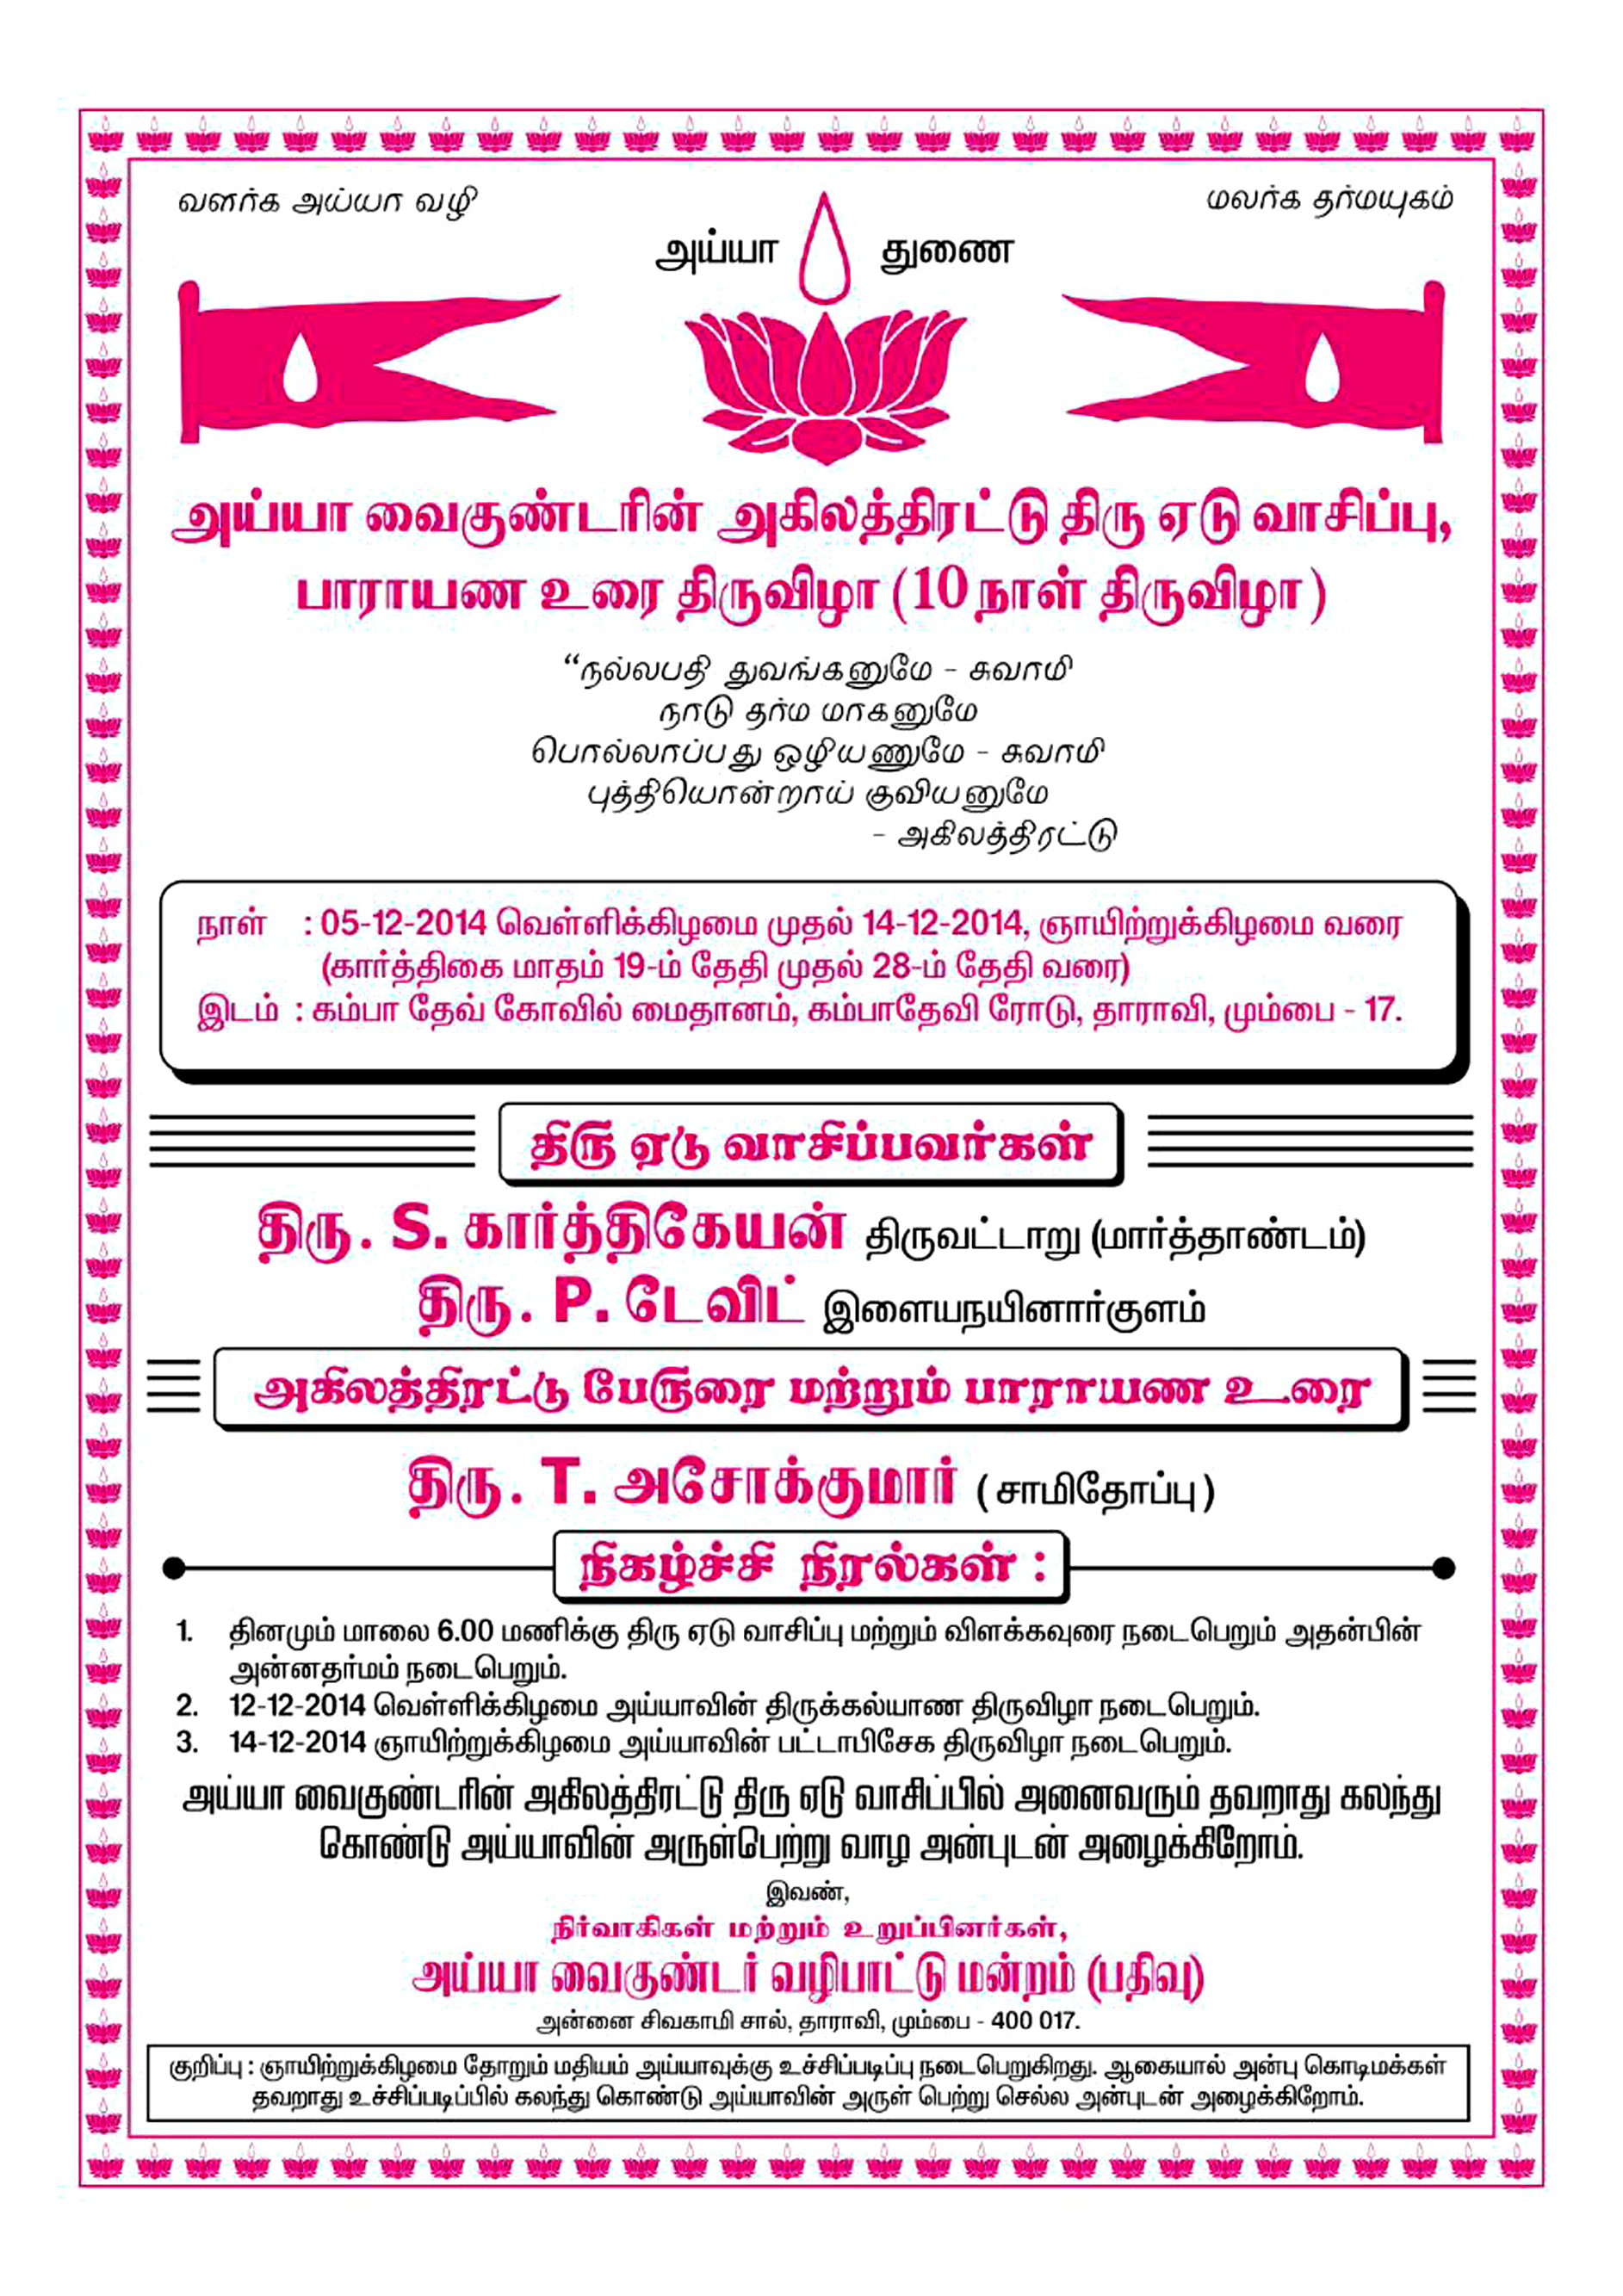 வளர்க அய்யா வழி
மலர்க தர்மயுகம்
அய்யா துணை
அய்யா வைகுண்டரின் அகிலத்திரட்டு திரு ஏடு வாசிப்பு,
பாராயண உரை திருவிழா (10 நாள் திருவிழா)
“நல்லபதி துவங்கனுமே - சுவாமி
நாடு தர்ம மாகனுமே
பொல்லாப்பது ஒழியணுமே - சுவாமி
புத்தியொன்றாய் குவியனுமே
- அகிலத்திரட்டு
நாள் : 05-12-2014 வெள்ளிக்கிழமை முதல் 14-12-2014, ஞாயிற்றுக்கிழமை வரை
(கார்த்திகை மாதம் 19-ம் தேதி முதல் 28-ம் தேதி வரை)
இடம் : கம்பா தேவ் கோவில் மைதானம், கம்பாதேவி ரோடு, தாராவி, மும்பை - 17.
திரு ஏடு வாசிப்பவர்கள்
திரு. S. கார்த்திகேயன் திருவட்டாறு (மார்த்தாண்டம்)
திரு. P. டேவிட் இளையநயினார்குளம்
அகிலத்திரட்டு பேருரை மற்றும் பாராயண உரை
திரு. T. அசோக்குமார் (சாமிதோப்பு)
நிகழ்ச்சி நிரல்கள் :
1. தினமும் மாலை 6.00 மணிக்கு திரு ஏடு வாசிப்பு மற்றும் விளக்கவுரை நடைபெறும் அதன்பின்
அன்னதர்மம் நடைபெறும்.
2. 12-12-2014 வெள்ளிக்கிழமை அய்யாவின் திருக்கல்யாண திருவிழா நடைபெறும்.
3. 14-12-2014 ஞாயிற்றுக்கிழமை அய்யாவின் பட்டாபிசேக திருவிழா நடைபெறும்.
அய்யா வைகுண்டரின் அகிலத்திரட்டு திரு ஏடு வாசிப்பில் அனைவரும் தவறாது கலந்து
கொண்டு அய்யாவின் அருள்பெற்று வாழ அன்புடன் அழைக்கிறோம்.
இவண்,
நிர்வாகிகள் மற்றும் உறுப்பினர்கள்,
அய்யா வைகுண்டர் வழிபாட்டு மன்றம் (பதிவு)
அன்னை சிவகாமி சால், தாராவி, மும்பை - 400 017.
குறிப்பு : ஞாயிற்றுக்கிழமை தோறும் மதியம் அய்யாவுக்கு உச்சிப்படிப்பு நடைபெறுகிறது. ஆகையால் அன்பு கொடிமக்கள்
தவறாது உச்சிப்படிப்பில் கலந்து கொண்டு அய்யாவின் அருள் பெற்று செல்ல அன்புடன் அழைக்கிறோம்.